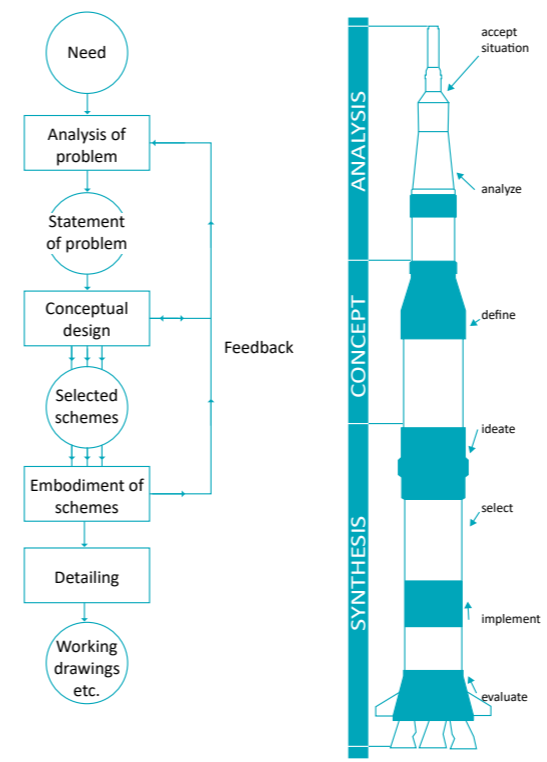 Need
Analysis of
problem
Statement
of problem
Conceptual
design
Feedback
Selected
schemes
Embodiment of
schemes
Detailing
Working
drawings
etc.
ANALYSIS
CONCEPT
SYNTHESIS
accept
situation
analyze
define
ideate
select
implement
evaluate